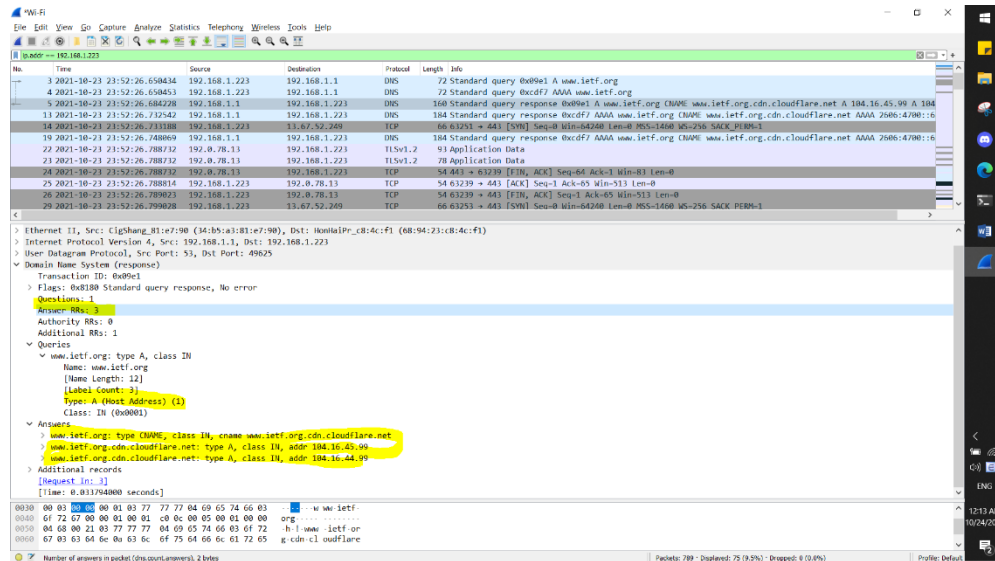 *Wi-Fi
File Edit View Go Capture Analyze Statistics Telephony Wireless Tools Help
ip.addr == 192.168.1.223
No. Time Source Destination Protocol Length Info
3 2021-10-23 23:52:26.650434 192.168.1.223 192.168.1.1 DNS 72 Standard query 0x09e1 A www.ietf.org
4 2021-10-23 23:52:26.650453 192.168.1.223 192.168.1.1 DNS 72 Standard query 0xcdf7 AAAA www.ietf.org
5 2021-10-23 23:52:26.684228 192.168.1.1 192.168.1.223 DNS 160 Standard query response 0x09e1 A www.ietf.org CNAME www.ietf.org.cdn.cloudflare.net A 104.16.45.99 A 104
13 2021-10-23 23:52:26.732542 192.168.1.1 192.168.1.223 DNS 184 Standard query response 0xcdf7 AAAA www.ietf.org CNAME www.ietf.org.cdn.cloudflare.net AAAA 2606:4700::6
14 2021-10-23 23:52:26.733188 192.168.1.223 13.67.52.249 TCP 66 63251 → 443 [SYN] Seq=0 Win=64240 Len=0 MSS=1460 WS=256 SACK_PERM=1
19 2021-10-23 23:52:26.748069 192.168.1.1 192.168.1.223 DNS 184 Standard query response 0xcdf7 AAAA www.ietf.org CNAME www.ietf.org.cdn.cloudflare.net AAAA 2606:4700::6
22 2021-10-23 23:52:26.788732 192.0.78.13 192.168.1.223 TLSv1.2 93 Application Data
23 2021-10-23 23:52:26.788732 192.0.78.13 192.168.1.223 TLSv1.2 78 Application Data
24 2021-10-23 23:52:26.788732 192.0.78.13 192.168.1.223 TCP 54 443 → 63239 [FIN, ACK] Seq=64 Ack=1 Win=83 Len=0
25 2021-10-23 23:52:26.788814 192.168.1.223 192.0.78.13 TCP 54 63239 → 443 [ACK] Seq=1 Ack=65 Win=513 Len=0
26 2021-10-23 23:52:26.789023 192.168.1.223 192.0.78.13 TCP 54 63239 → 443 [FIN, ACK] Seq=1 Ack=65 Win=513 Len=0
29 2021-10-23 23:52:26.799028 192.168.1.223 13.67.52.249 TCP 66 63253 → 443 [SYN] Seq=0 Win=64240 Len=0 MSS=1460 WS=256 SACK_PERM=1
Ethernet II, Src: CigShang_81:e7:90 (34:b5:a3:81:e7:90), Dst: HonHaiPr_c8:4c:f1 (68:94:23:c8:4c:f1)
Internet Protocol Version 4, Src: 192.168.1.1, Dst: 192.168.1.223
User Datagram Protocol, Src Port: 53, Dst Port: 49625
Domain Name System (response)
Transaction ID: 0x09e1
Flags: 0x8180 Standard query response, No error
Questions: 1
Answer RRs: 3
Authority RRs: 0
Additional RRs: 1
Queries
www.ietf.org: type A, class IN
Name: www.ietf.org
[Name Length: 12]
[Label Count: 3]
Type: A (Host Address) (1)
Class: IN (0x0001)
Answers
www.ietf.org: type CNAME, class IN, cname www.ietf.org.cdn.cloudflare.net
www.ietf.org.cdn.cloudflare.net: type A, class IN, addr 104.16.45.99
www.ietf.org.cdn.cloudflare.net: type A, class IN, addr 104.16.44.99
Additional records
[Request In: 3]
[Time: 0.033794000 seconds]
0030 00 03 00 00 00 01 03 77 77 77 04 69 65 74 66 03 ·······w ww·ietf·
0040 6f 72 67 00 00 01 00 01 c0 0c 00 05 00 01 00 00 org····· ········
0050 04 68 00 21 03 77 77 77 04 69 65 74 66 03 6f 72 ·h·!·www ·ietf·or
0060 67 03 63 64 6e 0a 63 6c 6f 75 64 66 6c 61 72 65 g·cdn·cl oudflare
Number of answers in packet (dns.count.answers), 2 bytes
Packets: 789 · Displayed: 75 (9.5%) · Dropped: 0 (0.0%)
Profile: Default
ENG
12:13 A
10/24/20
2